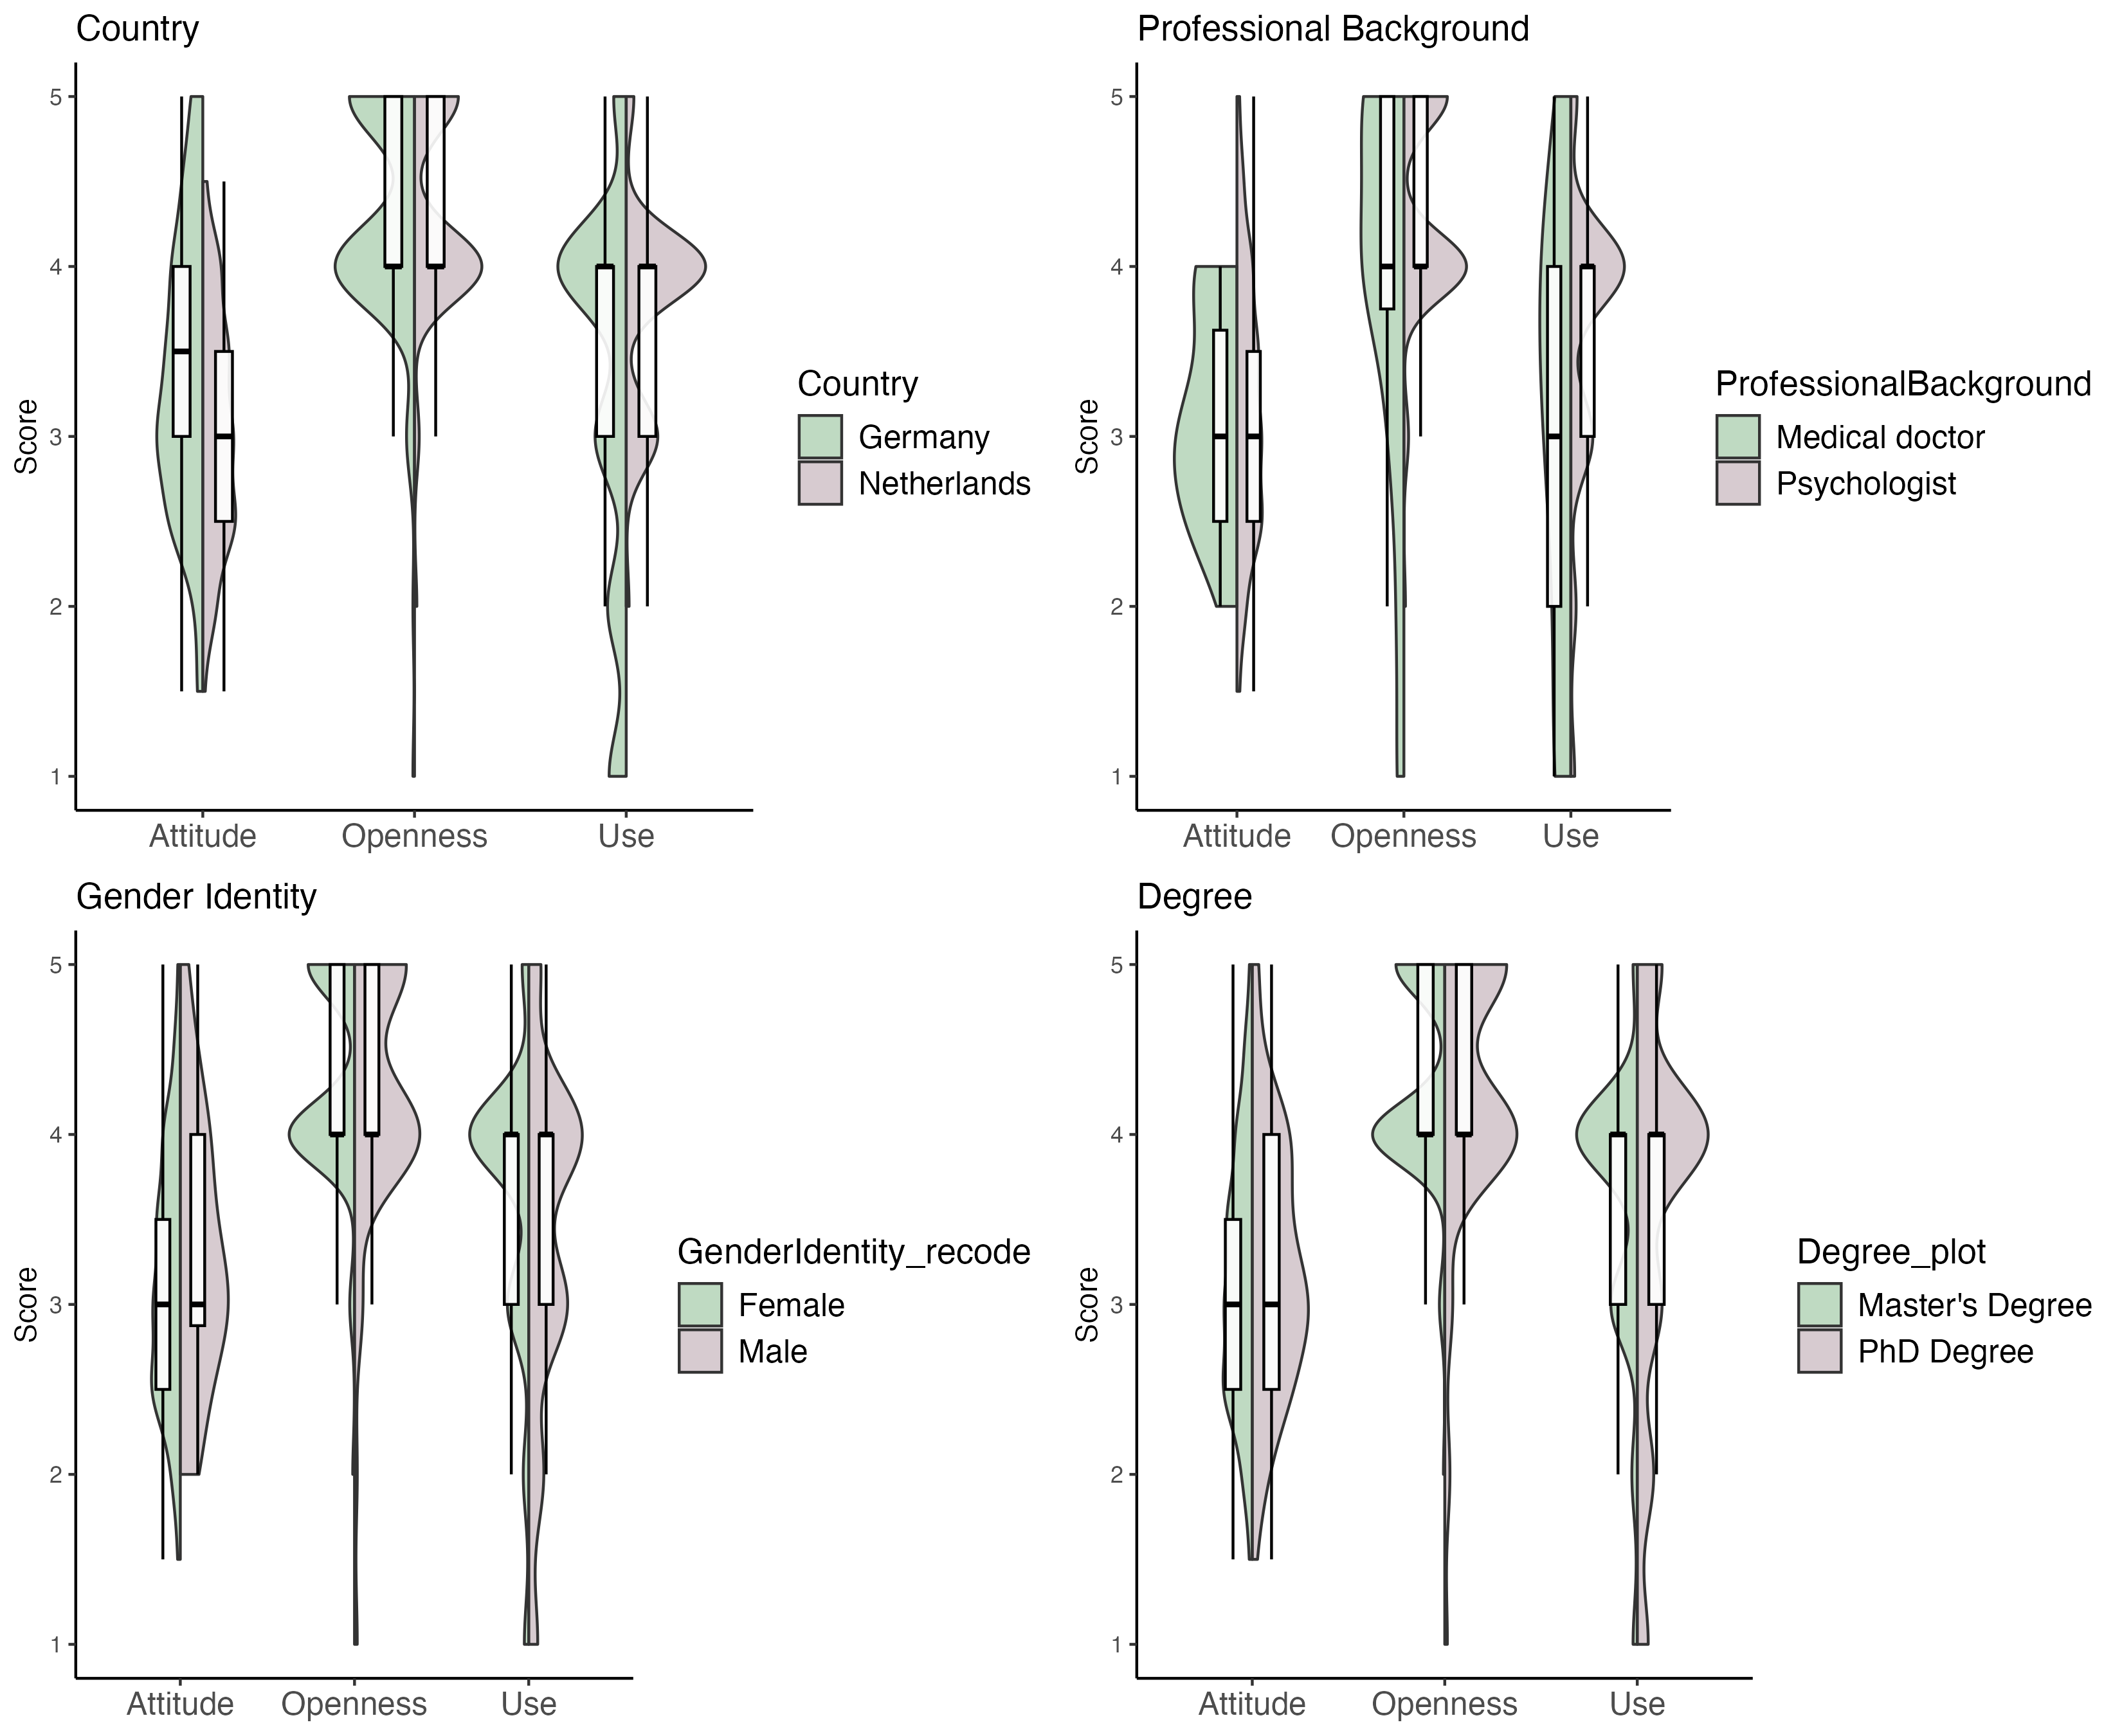 Country
5
4
3
2
1
Score
Attitude Openness Use
Country
Germany
Netherlands
Professional Background
5
4
3
2
1
Score
Attitude Openness Use
ProfessionalBackground
Medical doctor
Psychologist
Gender Identity
5
4
3
2
1
Score
Attitude Openness Use
GenderIdentity_recode
Female
Male
Degree
5
4
3
2
1
Score
Attitude Openness Use
Degree_plot
Master's Degree
PhD Degree